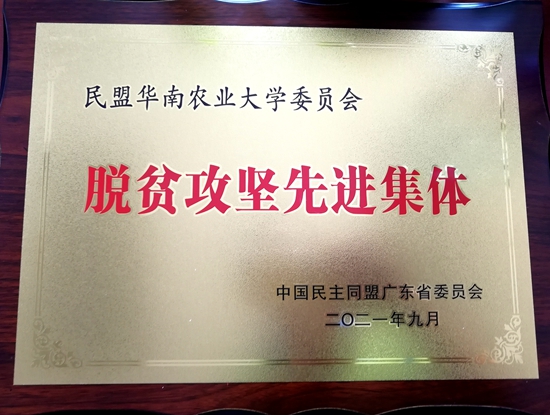 民盟华南农业大学委员会
脱贫攻坚先进集体
中国民主同盟广东省委员会
二〇二一年九月